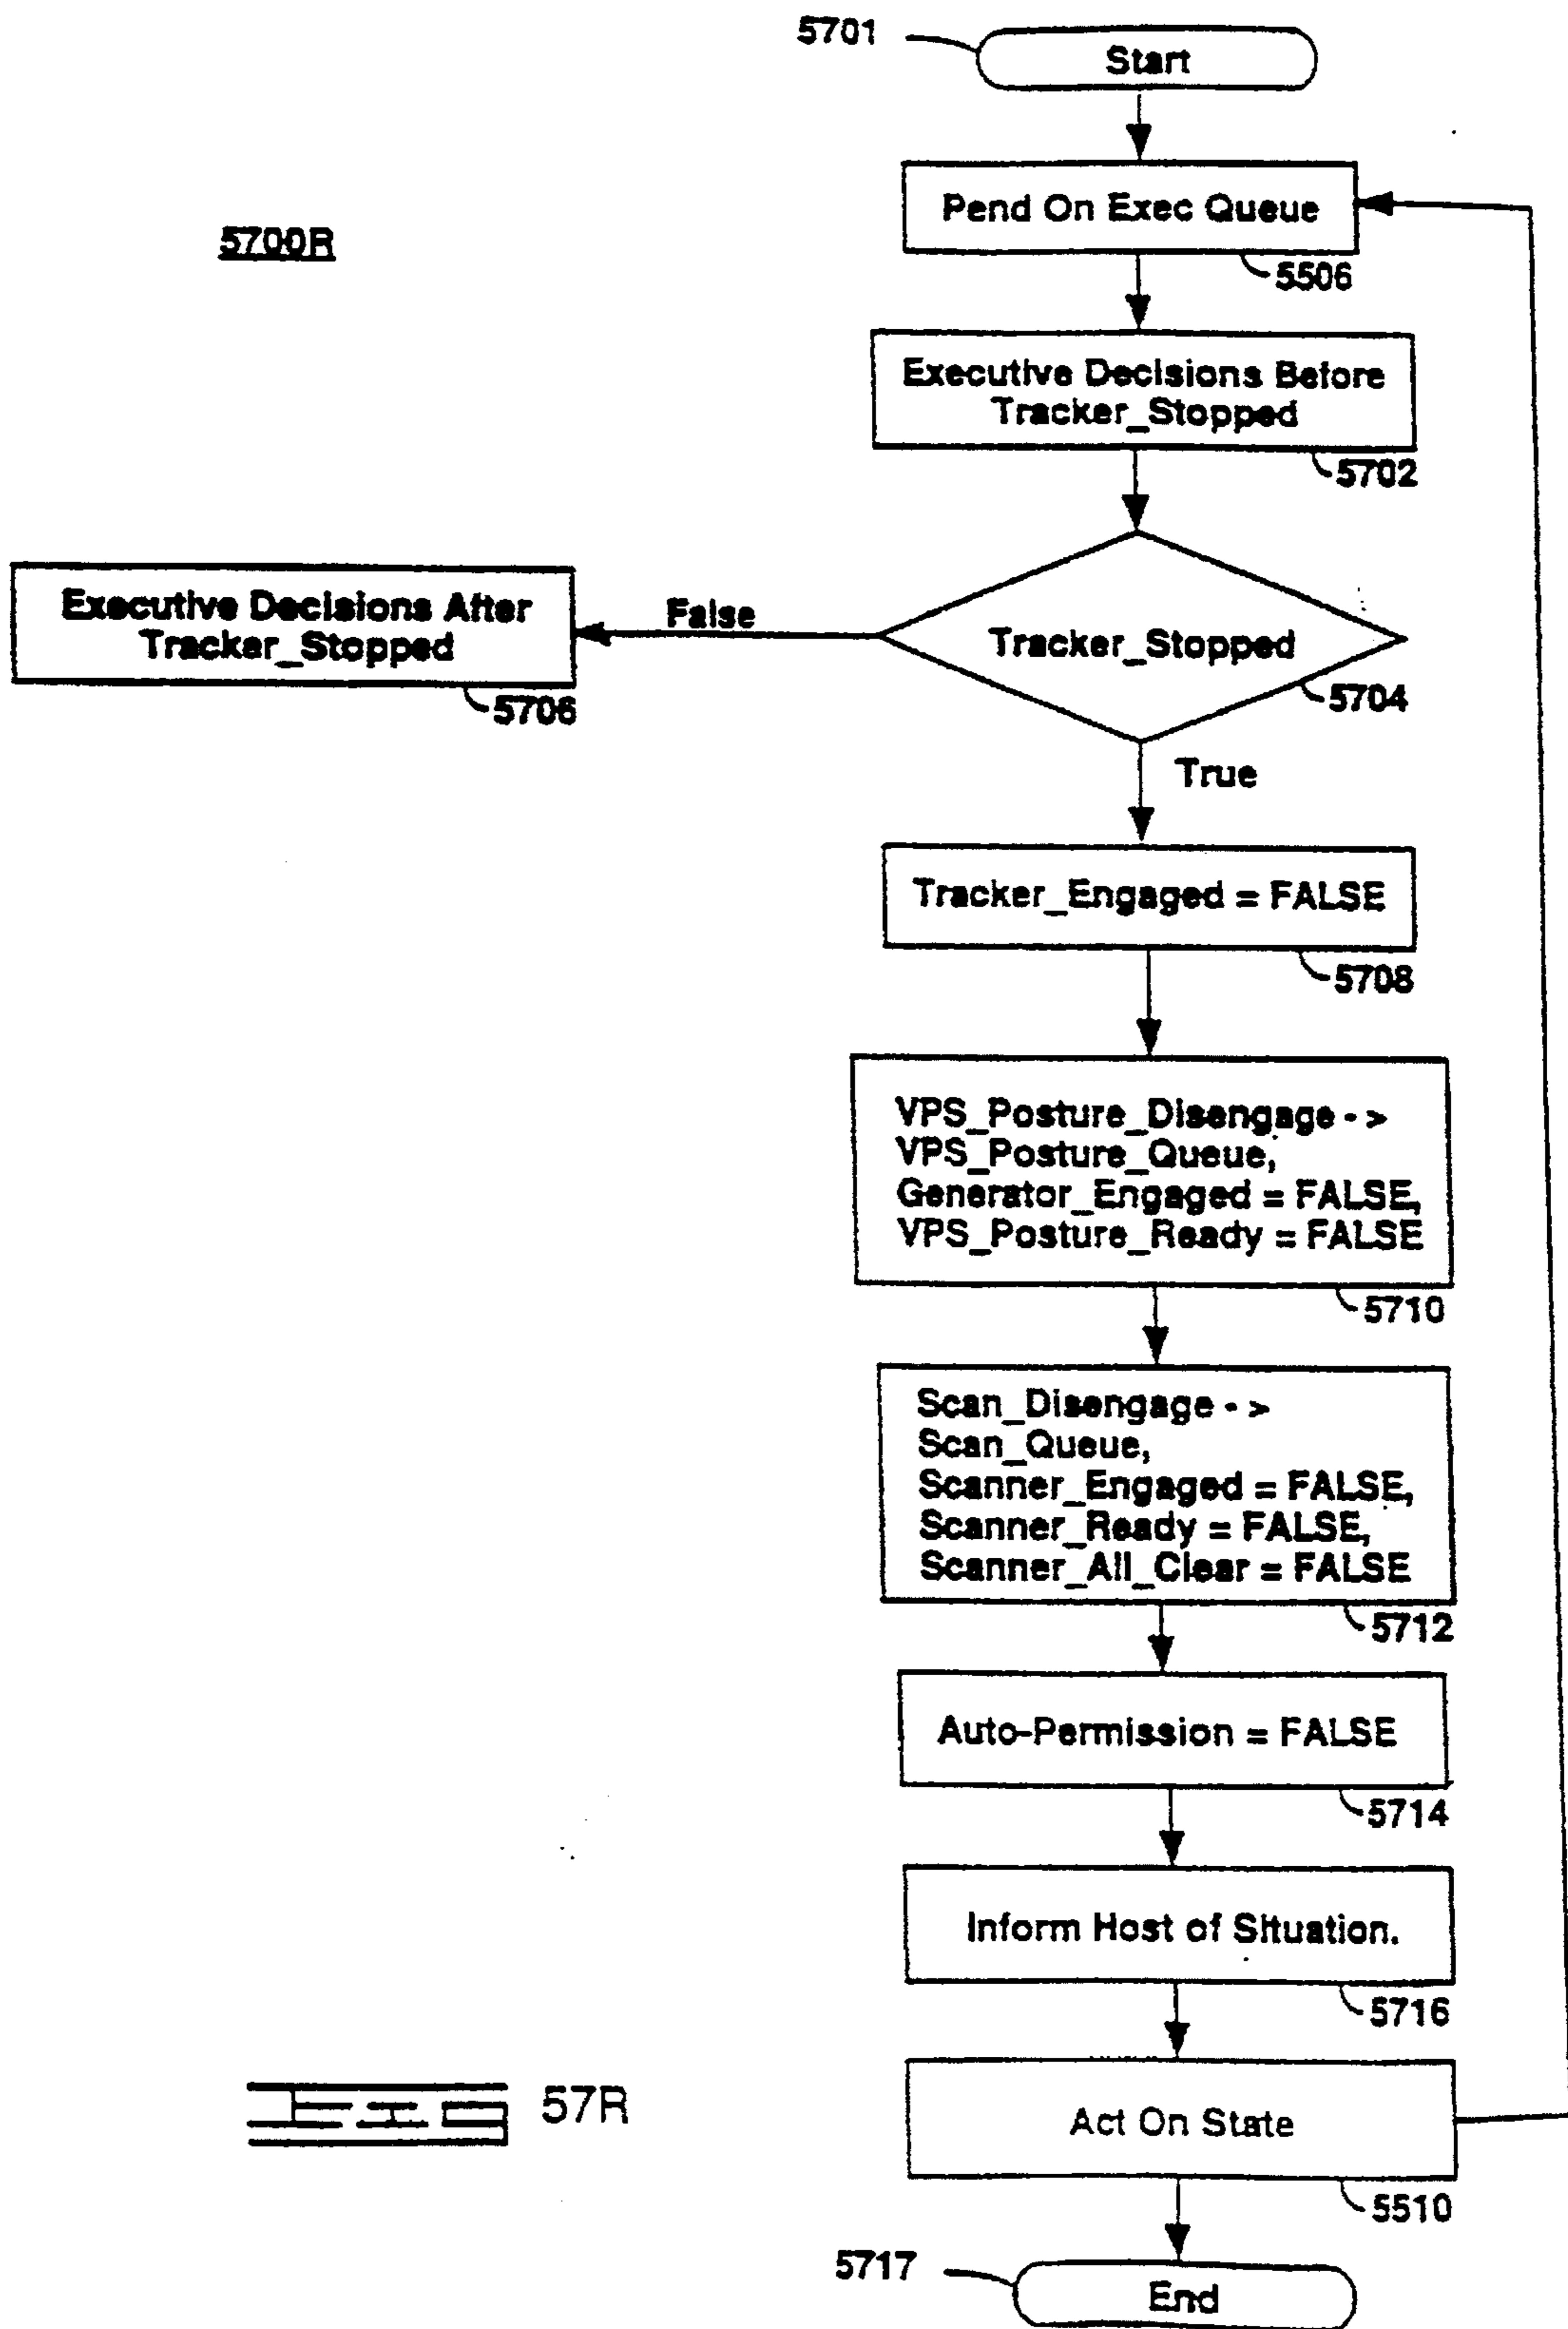 5701
Start
Pend On Exec Queue
5506
5700R
Executive Decisions Before
Tracker_Stopped
5702
Executive Decisions After
Tracker_Stopped
5706
False
Tracker_Stopped
5704
True
Tracker_Engaged = FALSE
5708
VPS_Posture_Disengage - >
VPS_Posture_Queue,
Generator_Engaged = FALSE,
VPS_Posture_Ready = FALSE
5710
Scan_Disengage - >
Scan_Queue,
Scanner_Engaged = FALSE,
Scanner_Ready = FALSE,
Scanner_All_Clear = FALSE
5712
Auto-Permission = FALSE
5714
Inform Host of Situation.
5716
Act On State
5510
5717
End
FIG 57R